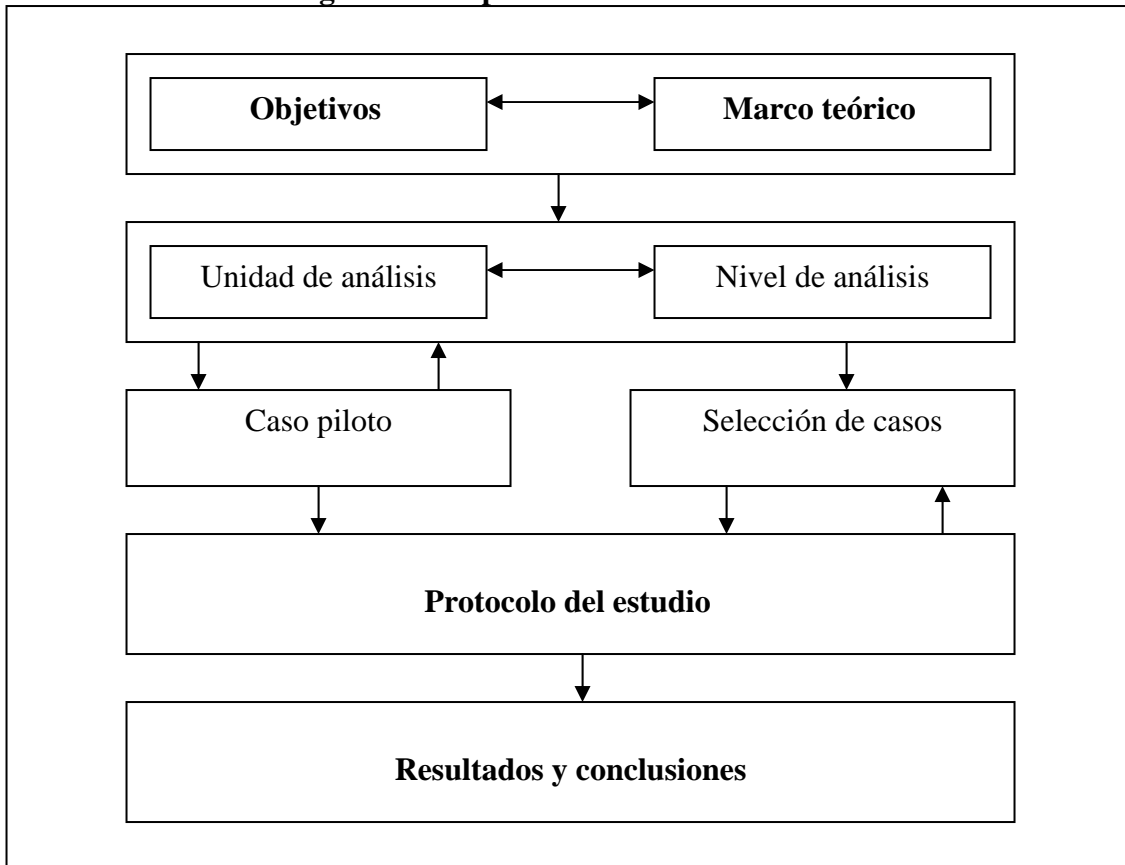 Objetivos
Marco teórico
Unidad de análisis
Nivel de análisis
Caso piloto
Selección de casos
Protocolo del estudio
Resultados y conclusiones